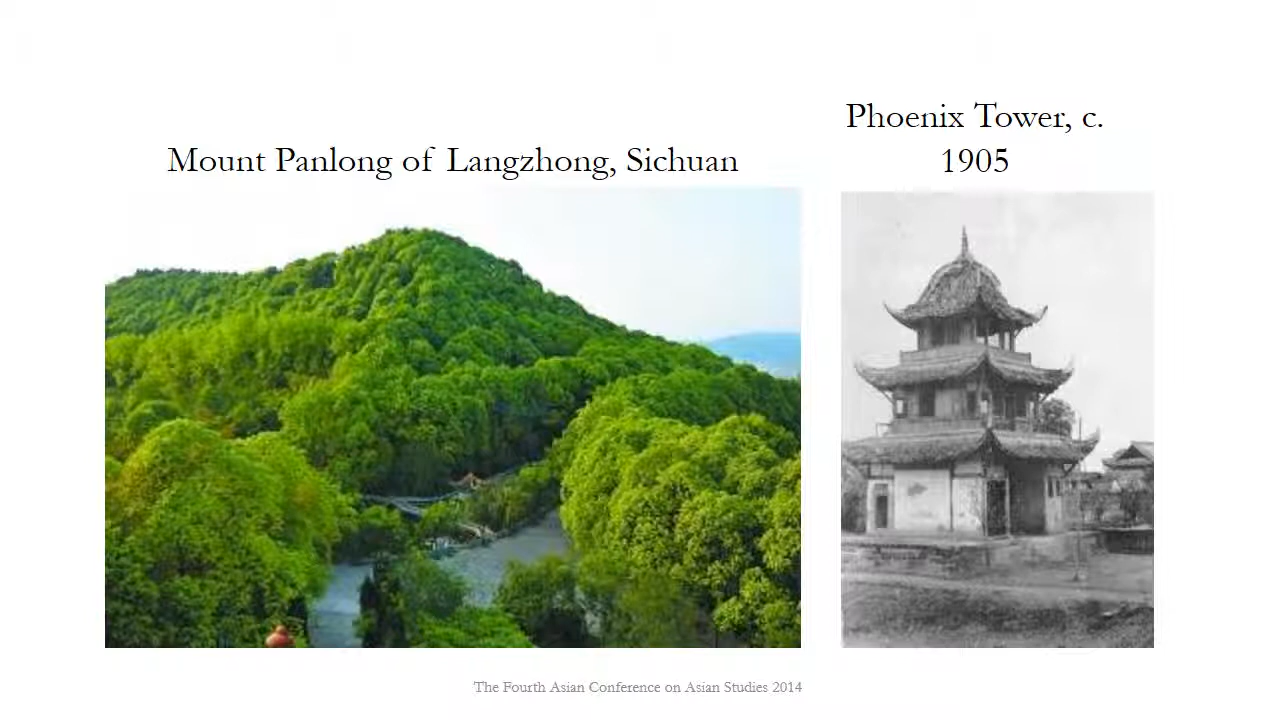 Mount Panlong of Langzhong, Sichuan
Phoenix Tower, c.
1905
The Fourth Asian Conference on Asian Studies 2014